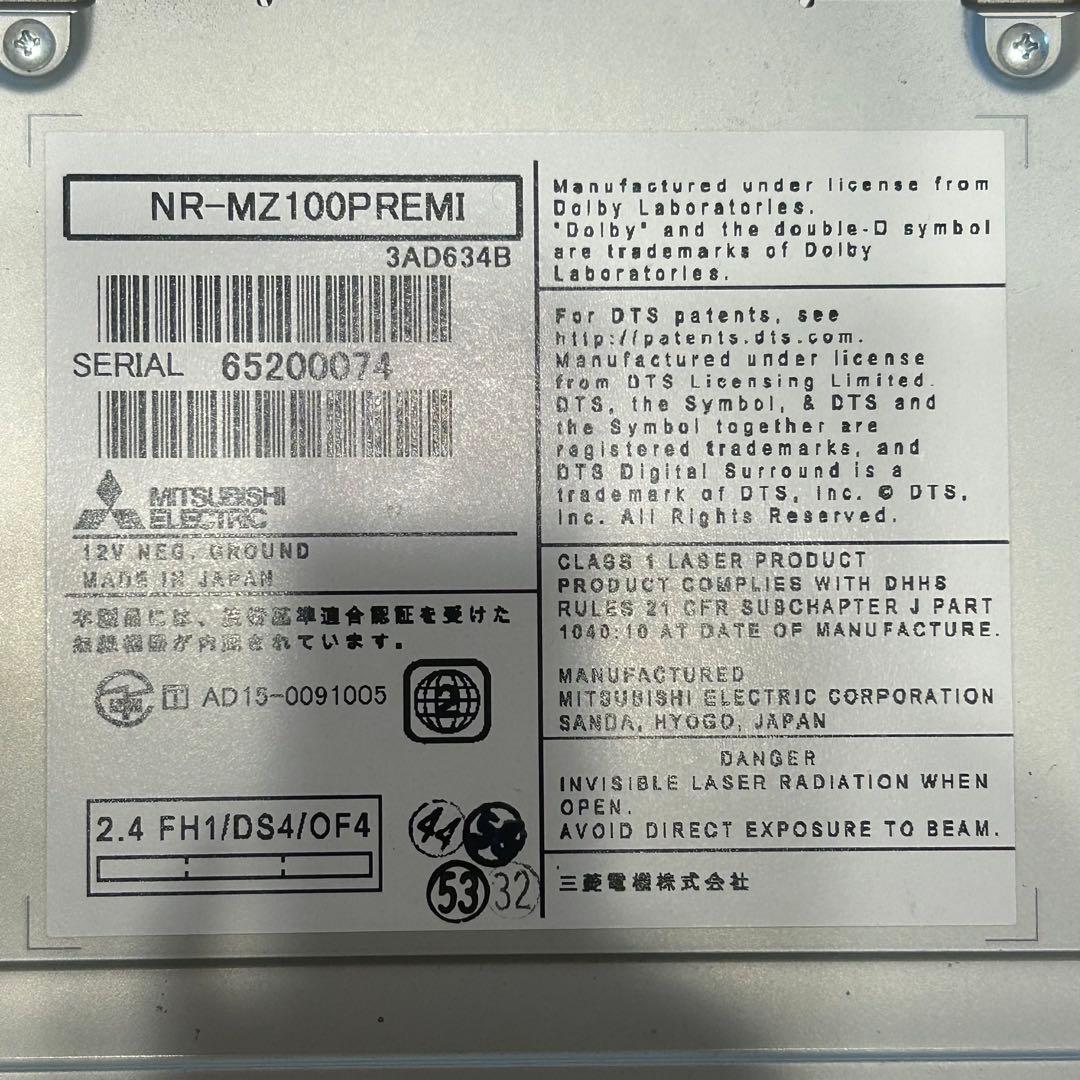 NR-MZ100PREMI
3AD634B
SERIAL 65200074
MITSUBISHI
ELECTRIC
12V NEG. GROUND
MADE IN JAPAN
本製品には、技術基準適合認証を受けた
無線機器が内蔵されています。
T AD15-0091005
2
2.4 FH1/DS4/OF4
44
53 32
Manufactured under license from
Dolby Laboratories.
"Dolby" and the double-D symbol
are trademarks of Dolby
Laboratories.
For DTS patents, see
http://patents.dts.com.
Manufactured under license
from DTS Licensing Limited.
DTS, the Symbol, & DTS and
the Symbol together are
registered trademarks, and
DTS Digital Surround is a
trademark of DTS, Inc. © DTS,
Inc. All Rights Reserved.
CLASS 1 LASER PRODUCT
PRODUCT COMPLIES WITH DHHS
RULES 21 CFR SUBCHAPTER J PART
1040:10 AT DATE OF MANUFACTURE.
MANUFACTURED
MITSUBISHI ELECTRIC CORPORATION
SANDA, HYOGO, JAPAN
DANGER
INVISIBLE LASER RADIATION WHEN
OPEN.
AVOID DIRECT EXPOSURE TO BEAM.
三菱電機株式会社